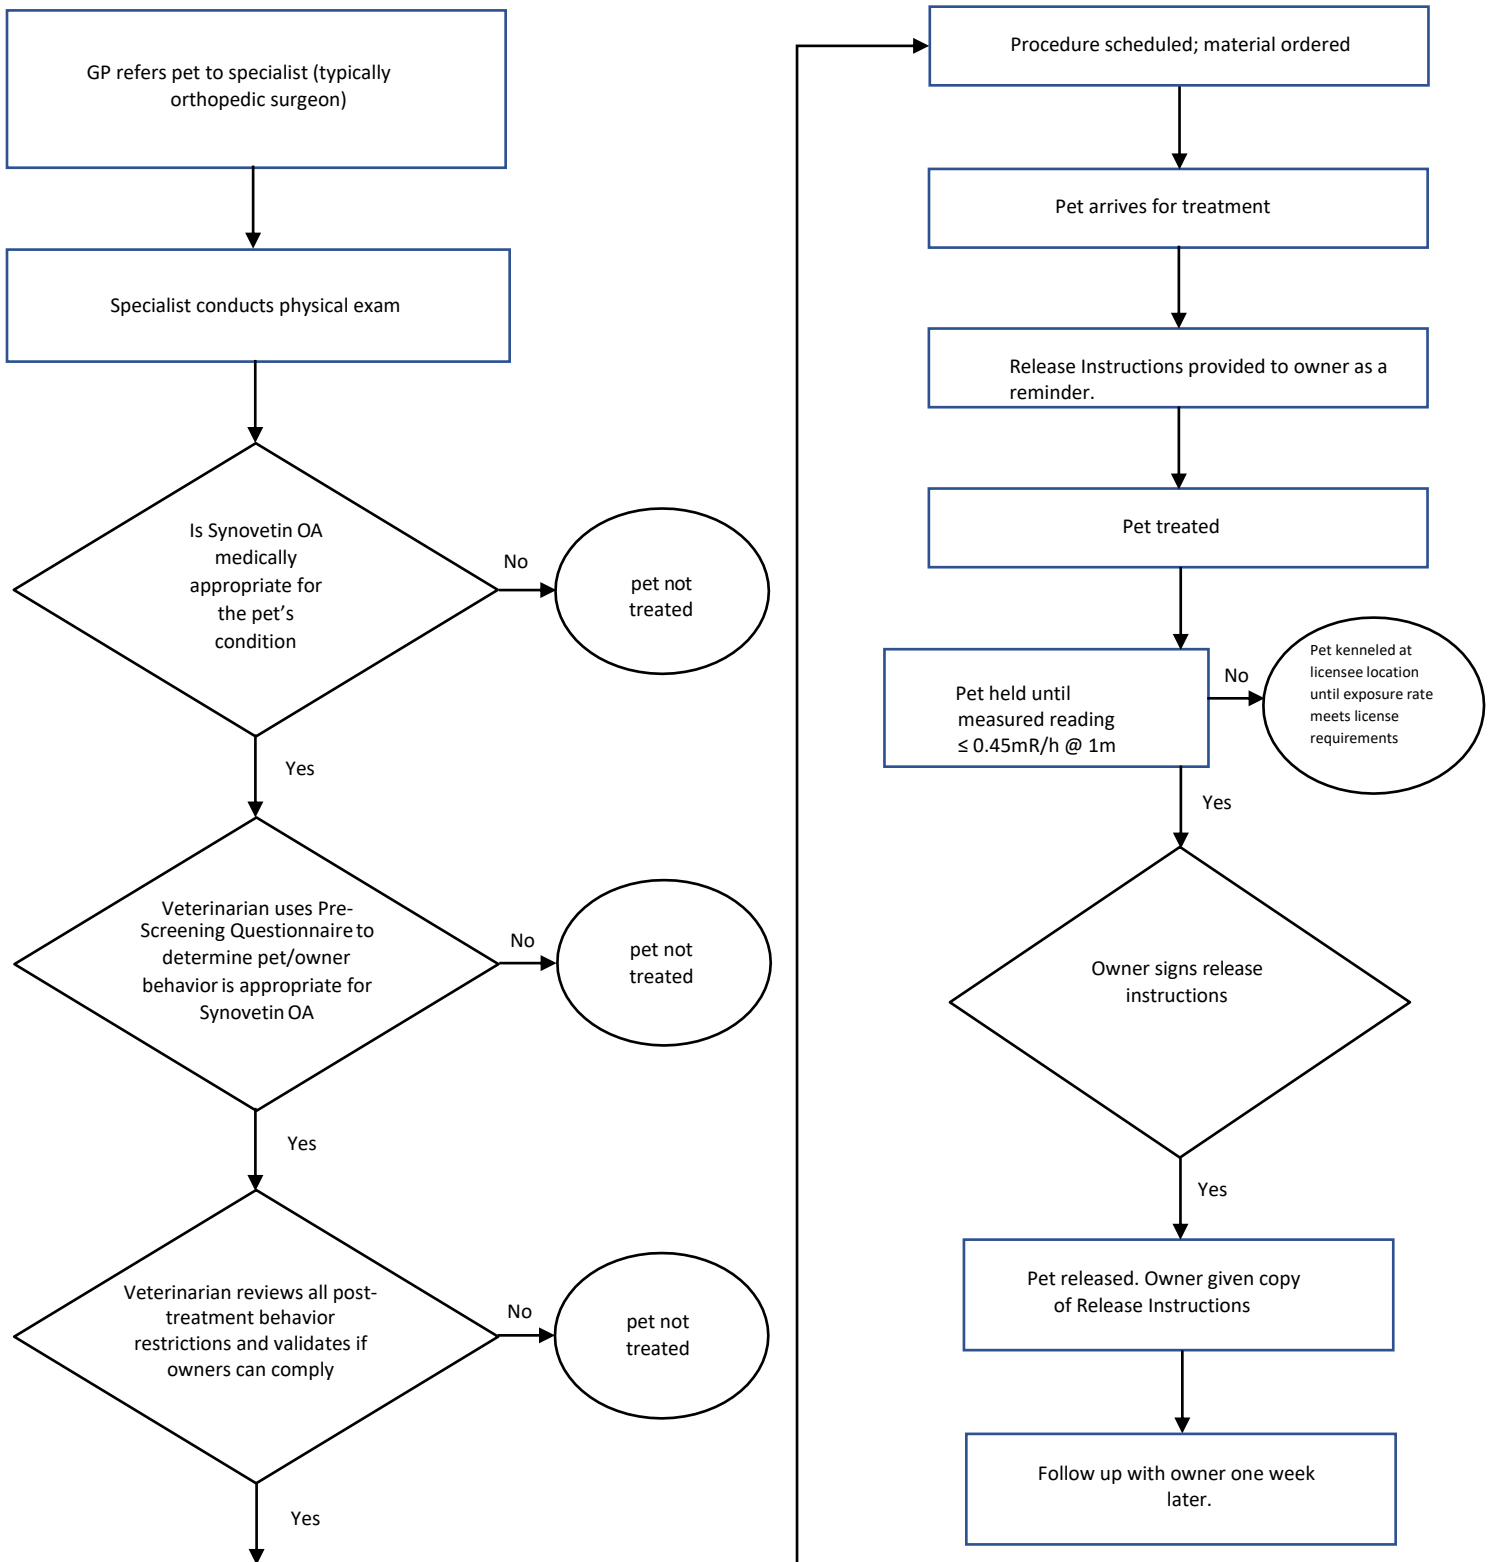 GP refers pet to specialist (typically
orthopedic surgeon)
Specialist conducts physical exam
Is Synovetin OA
medically
appropriate for
the pet's
condition
No
pet not
treated
Yes
Veterinarian uses Pre-
Screening Questionnaire to
determine pet/owner
behavior is appropriate for
Synovetin OA
No
pet not
treated
Yes
Veterinarian reviews all post-
treatment behavior
restrictions and validates if
owners can comply
No
pet not
treated
Yes
Procedure scheduled; material ordered
Pet arrives for treatment
Release Instructions provided to owner as a
reminder.
Pet treated
Pet held until
measured reading
≤ 0.45mR/h @ 1m
No
Pet kenneled at
licensee location
until exposure rate
meets license
requirements
Yes
Owner signs release
instructions
Yes
Pet released. Owner given copy
of Release Instructions
Follow up with owner one week
later.